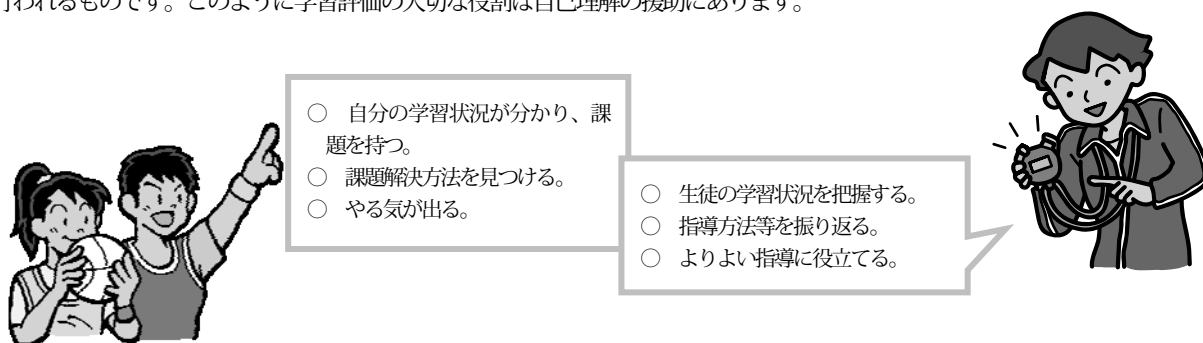 行われるものです。このように学習評価の大切な役割は自己理解の援助にあります。
○　自分の学習状況が分かり、課
題を持つ。
○　課題解決方法を見つける。
○　やる気が出る。
○　生徒の学習状況を把握する。
○　指導方法等を振り返る。
○　よりよい指導に役立てる。